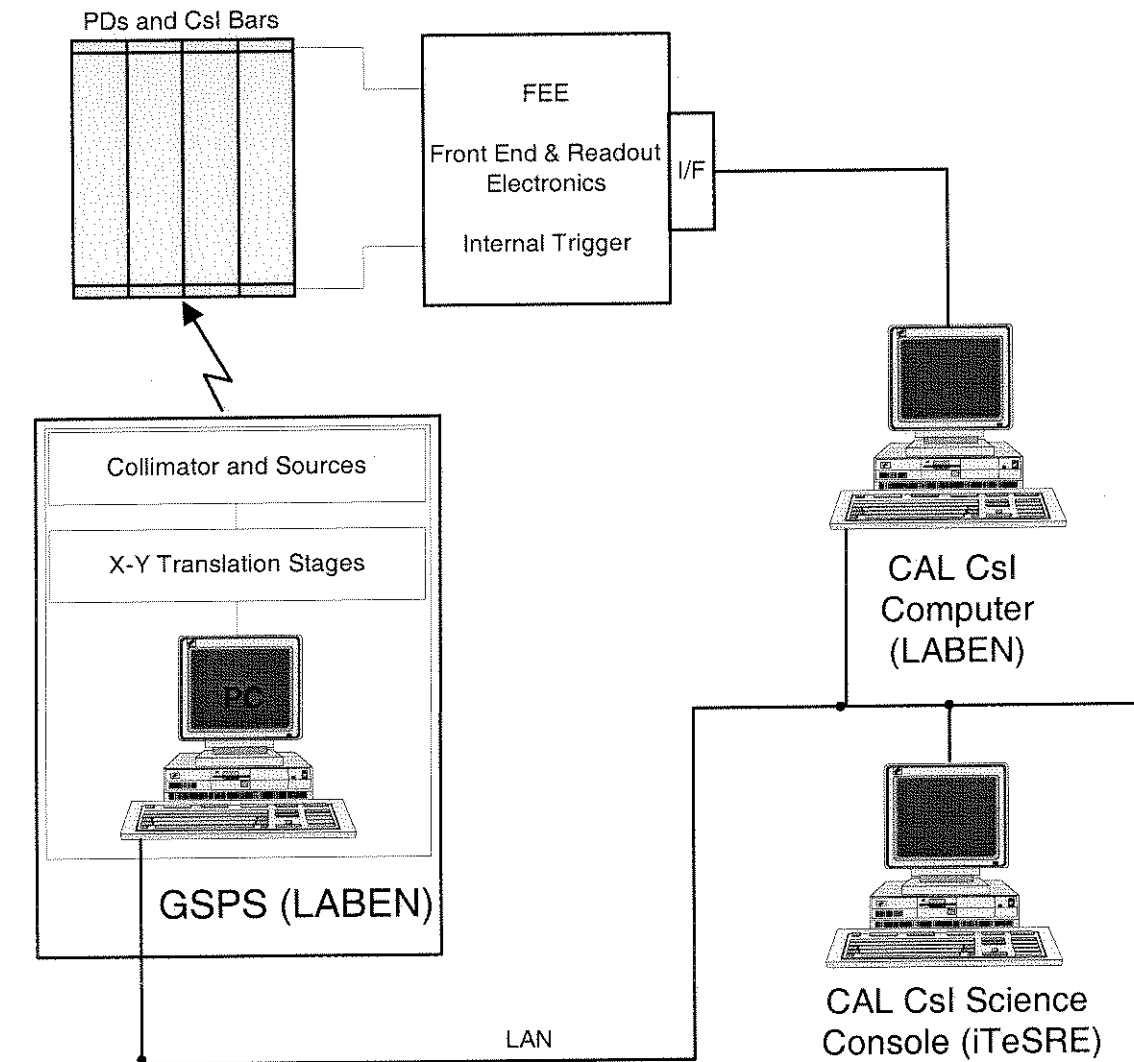 PDs and CsI Bars
FEE
Front End & Readout
Electronics
Internal Trigger
I/F
Collimator and Sources
X-Y Translation Stages
PC
GSPS (LABEN)
CAL CsI
Computer
(LABEN)
LAN
CAL CsI Science
Console (iTeSRE)